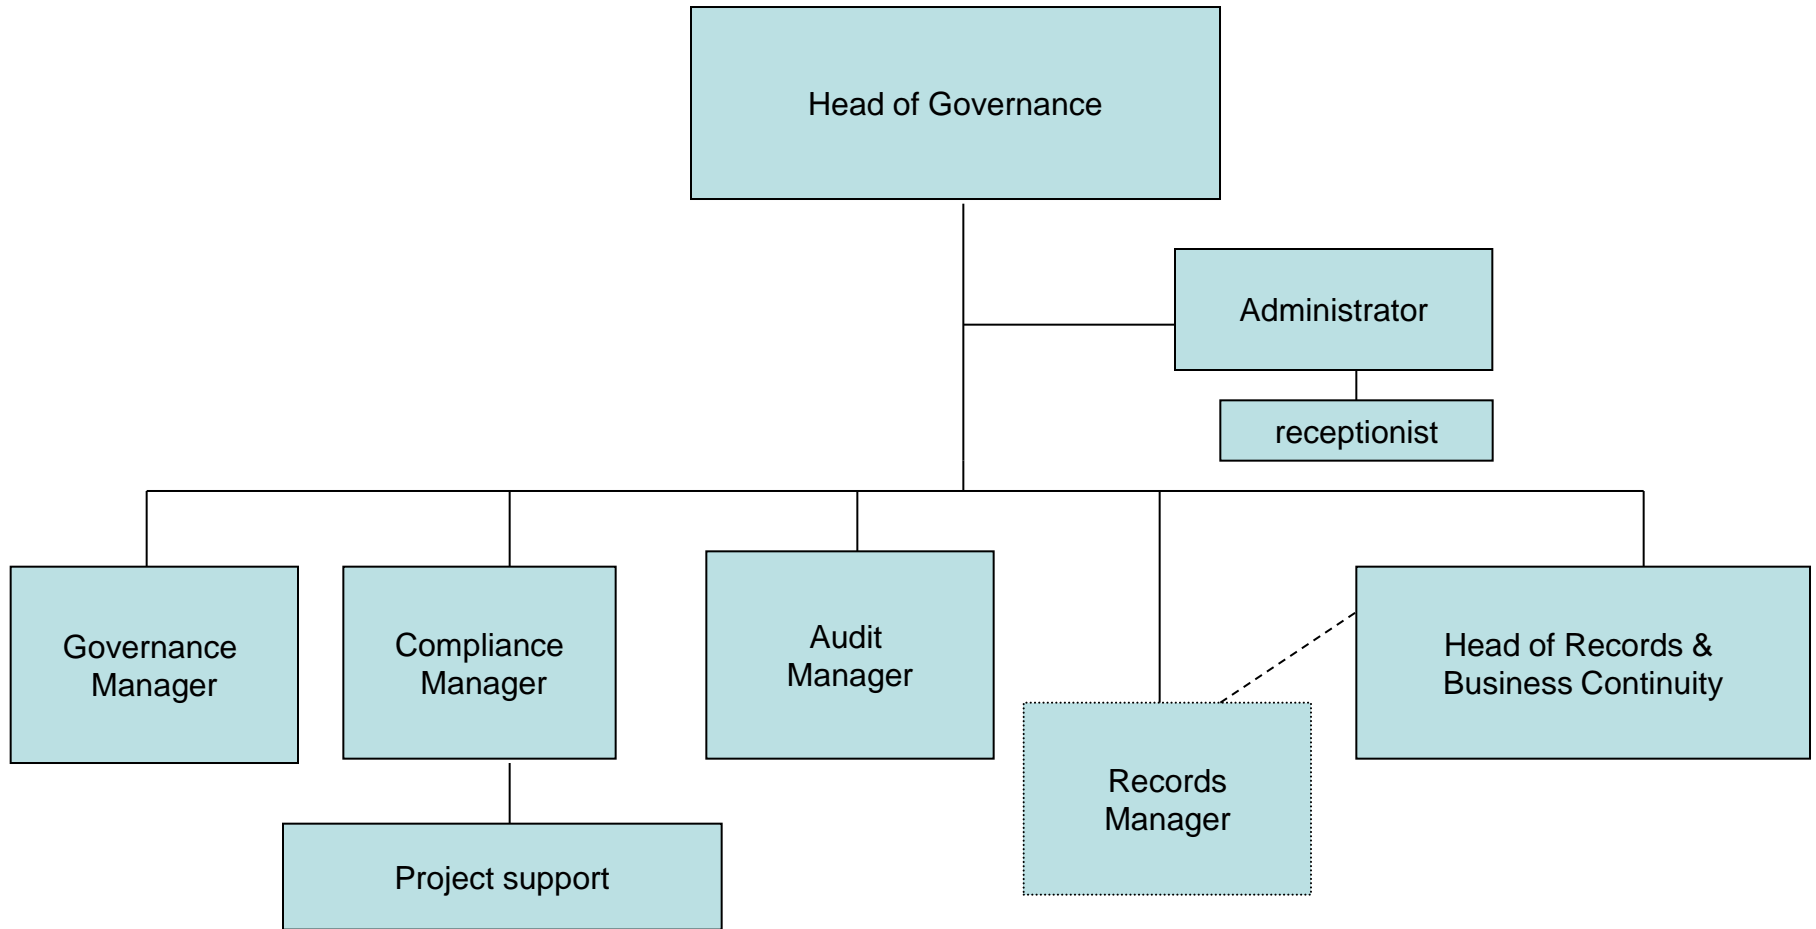 Head of Governance
Administrator
receptionist
Governance
Manager
Compliance
Manager
Audit
Manager
Records
Manager
Head of Records &
Business Continuity
Project support